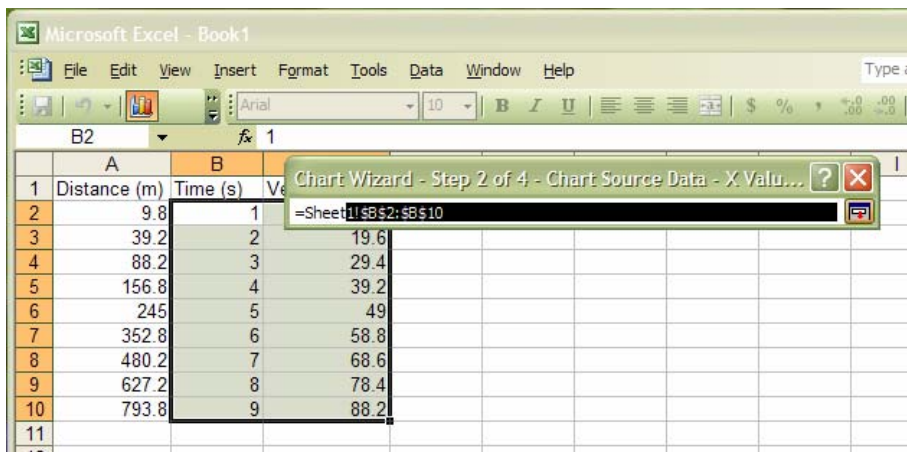 Microsoft Excel - Book1
File Edit View Insert Format Tools Data Window Help Type
Arial 10 B I U $ % ,
B2 fx 1
A B I
1 Distance (m) Time (s) Ve
Chart Wizard - Step 2 of 4 - Chart Source Data - X Valu...
=Sheet1!$B$2:$B$10
2 9.8 1
3 39.2 2 19.6
4 88.2 3 29.4
5 156.8 4 39.2
6 245 5 49
7 352.8 6 58.8
8 480.2 7 68.6
9 627.2 8 78.4
10 793.8 9 88.2
11